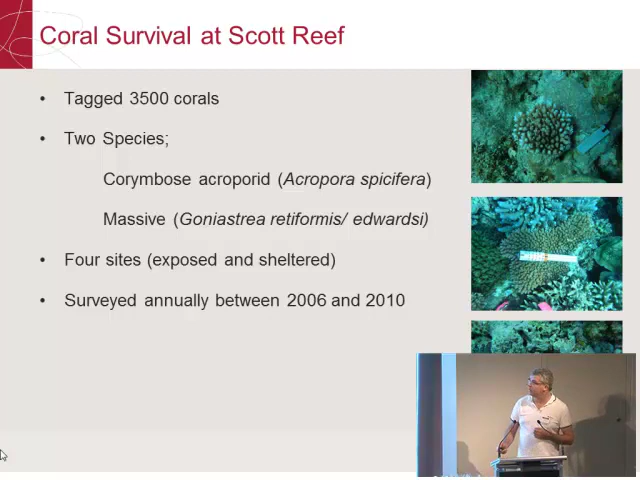 Coral Survival at Scott Reef
• Tagged 3500 corals
• Two Species;
Corymbose acroporid (Acropora spicifera)
Massive (Goniastrea retiformis/ edwardsi)
• Four sites (exposed and sheltered)
• Surveyed annually between 2006 and 2010